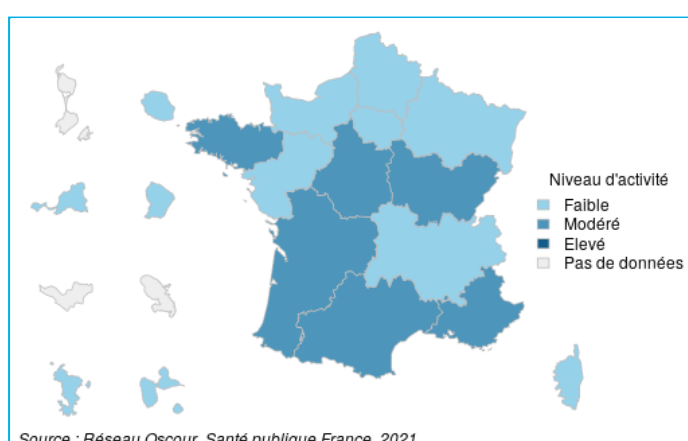 Niveau d'activité
Faible
Modéré
Elevé
Pas de données
Source : Réseau Oscour, Santé publique France, 2021